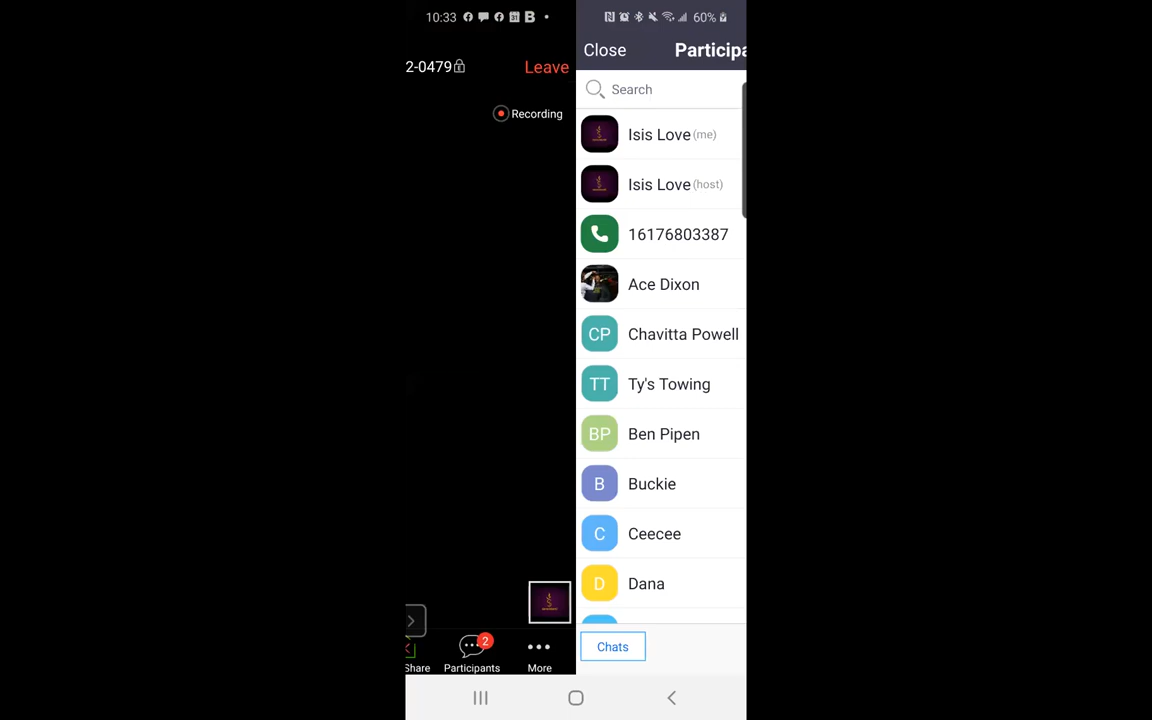 10:33
60%
2-0479
Leave
Recording
Close
Participa
Search
Isis Love (me)
Isis Love (host)
16176803387
Ace Dixon
CP Chavitta Powell
TT Ty's Towing
BP Ben Pipen
B Buckie
C Ceecee
D Dana
Chats
2
Share
Participants
More